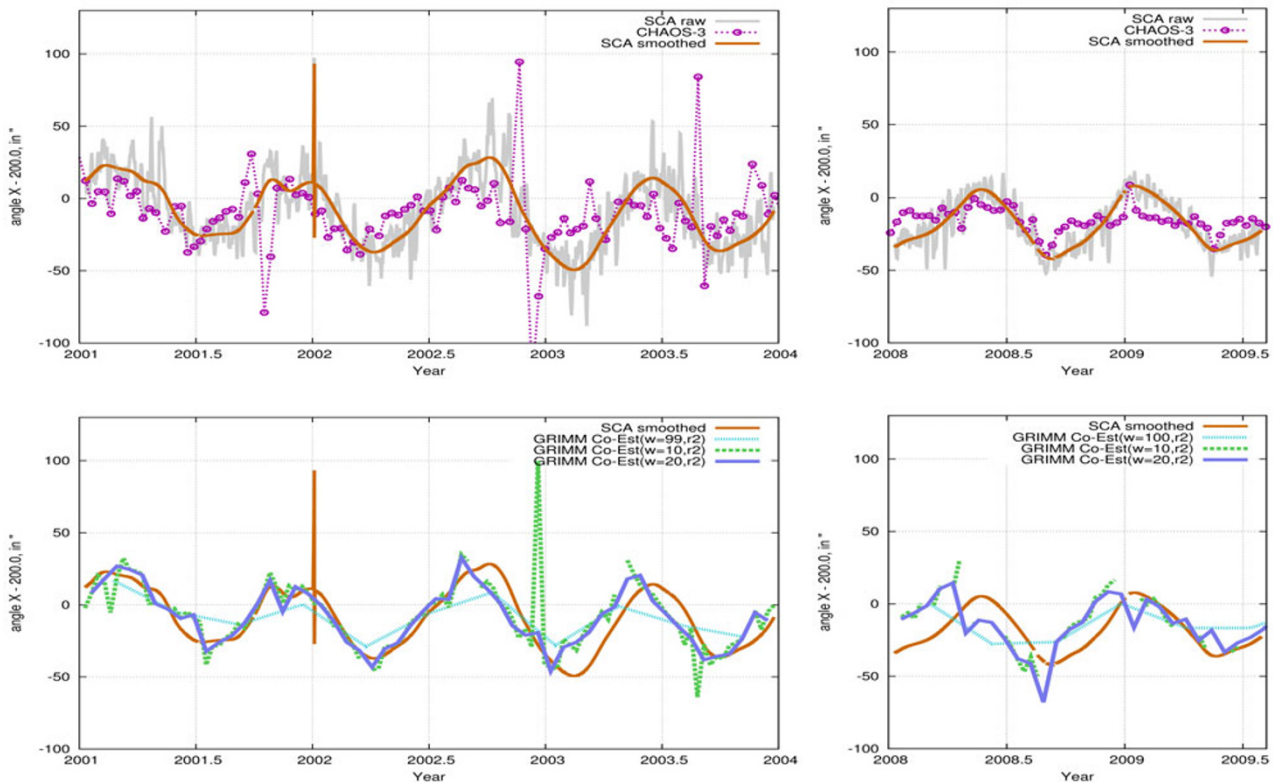 SCA raw
CHAOS-3
SCA smoothed
angle X - 200.0, in "
100
50
0
-50
-100
2001
2001.5
2002
2002.5
2003
2003.5
2004
Year
SCA raw
CHAOS-3
SCA smoothed
angle X - 200.0, in "
100
50
0
-50
-100
2008
2008.5
2009
2009.5
Year
SCA smoothed
GRIMM Co-Est(w=99,r2)
GRIMM Co-Est(w=10,r2)
GRIMM Co-Est(w=20,r2)
angle X - 200.0, in "
100
50
0
-50
-100
2001
2001.5
2002
2002.5
2003
2003.5
2004
Year
SCA smoothed
GRIMM Co-Est(w=100,r2)
GRIMM Co-Est(w=10,r2)
GRIMM Co-Est(w=20,r2)
angle X - 200.0, in "
100
50
0
-50
-100
2008
2008.5
2009
2009.5
Year